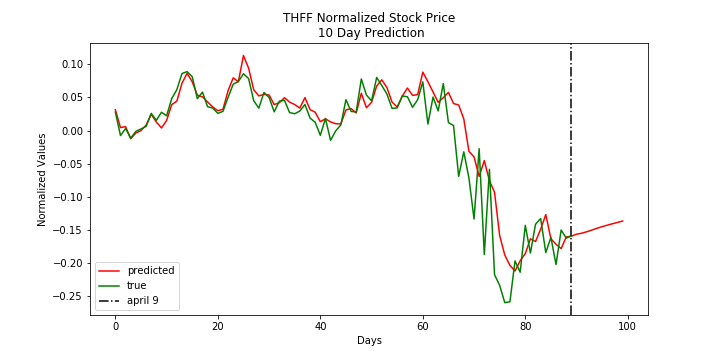 THFF Normalized Stock Price
10 Day Prediction
Normalized Values
0.10
0.05
0.00
−0.05
−0.10
−0.15
−0.20
−0.25
predicted
true
april 9
0
20
40
60
80
100
Days